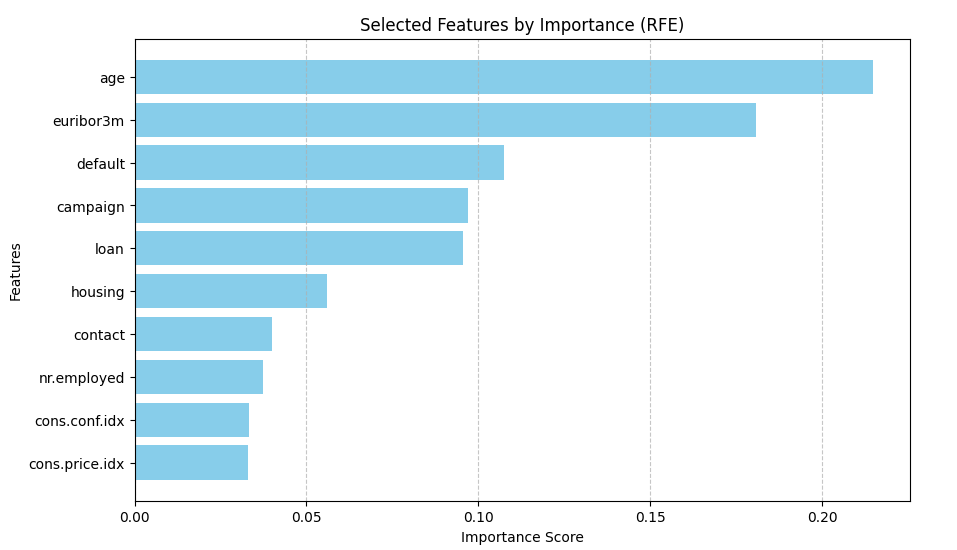 Selected Features by Importance (RFE)
age
euribor3m
default
campaign
loan
housing
contact
nr.employed
cons.conf.idx
cons.price.idx
Features
0.00 0.05 0.10 0.15 0.20
Importance Score